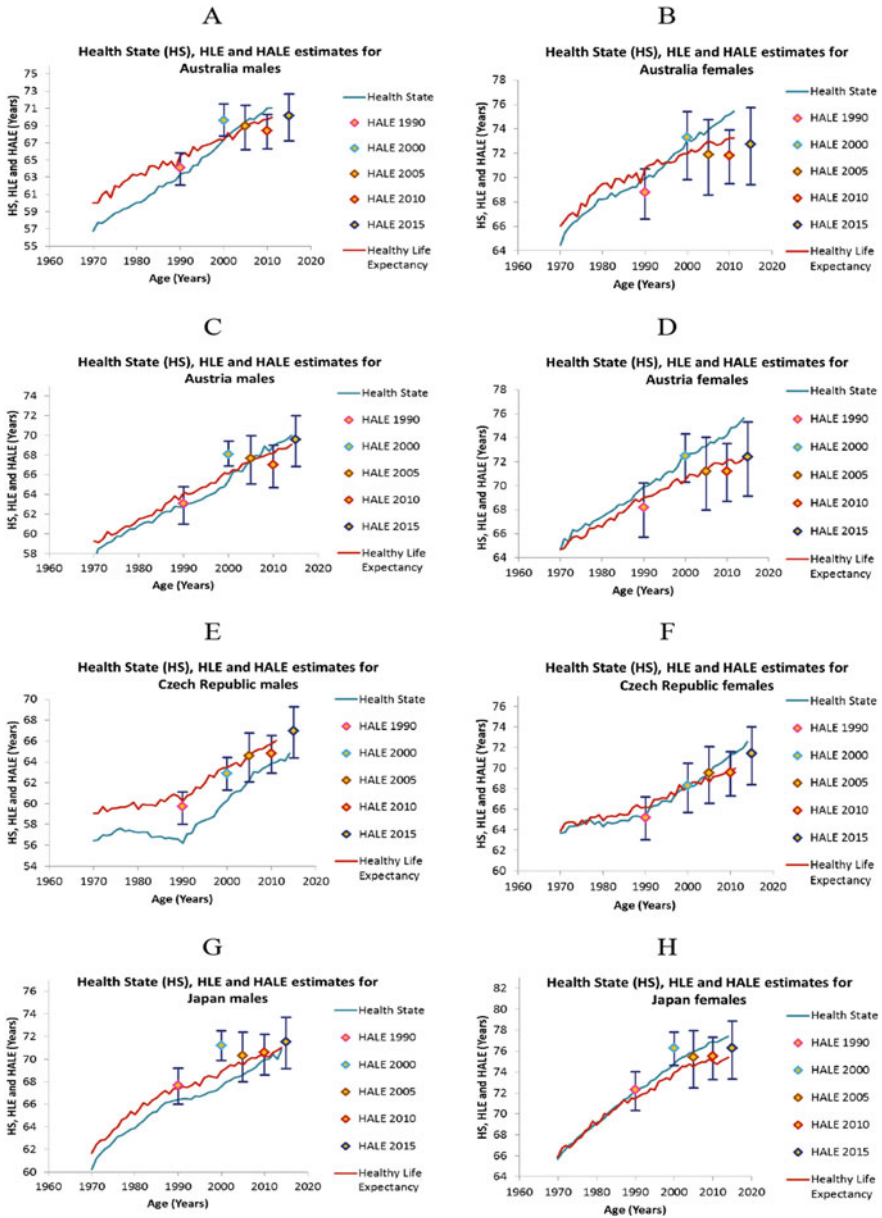 A
Health State (HS), HLE and HALE estimates for
Australia males
HS, HLE and HALE (Years)
71
69
67
65
63
61
59
57
55
1960
1970
1980
1990
2000
2010
2020
Age (Years)
Health State
HALE 1990
HALE 2000
HALE 2005
HALE 2010
HALE 2015
Healthy Life
Expectancy
B
Health State (HS), HLE and HALE estimates for
Australia females
HS, HLE and HALE (Years)
78
76
74
72
70
68
66
64
1960
1970
1980
1990
2000
2010
2020
Age (Years)
Health State
HALE 1990
HALE 2000
HALE 2005
HALE 2010
HALE 2015
Healthy Life
Expectancy
C
Health State (HS), HLE and HALE estimates for
Austria males
HS, HLE and HALE (Years)
74
72
70
68
66
64
62
60
58
1960
1970
1980
1990
2000
2010
2020
Age (Years)
Health State
HALE 1990
HALE 2000
HALE 2005
HALE 2010
HALE 2015
Healthy Life
Expectancy
D
Health State (HS), HLE and HALE estimates for
Austria females
HS, HLE and HALE (Years)
78
76
74
72
70
68
66
64
1960
1970
1980
1990
2000
2010
2020
Age (Years)
Health State
HALE 1990
HALE 2000
HALE 2005
HALE 2010
HALE 2015
Healthy Life
Expectancy
E
Health State (HS), HLE and HALE estimates for
Czech Republic males
HS, HLE and HALE (Years)
70
68
66
64
62
60
58
56
54
1960
1970
1980
1990
2000
2010
2020
Age (Years)
Health State
HALE 1990
HALE 2000
HALE 2005
HALE 2010
HALE 2015
Healthy Life
Expectancy
F
Health State (HS), HLE and HALE estimates for
Czech Republic females
HS, HLE and HALE (Years)
76
74
72
70
68
66
64
62
60
1960
1970
1980
1990
2000
2010
2020
Age (Years)
Health State
HALE 1990
HALE 2000
HALE 2005
HALE 2010
HALE 2015
Healthy Life
Expectancy
G
Health State (HS), HLE and HALE estimates for
Japan males
HS, HLE and HALE (Years)
76
74
72
70
68
66
64
62
60
1960
1970
1980
1990
2000
2010
2020
Age (Years)
Health State
HALE 1990
HALE 2000
HALE 2005
HALE 2010
HALE 2015
Healthy Life
Expectancy
H
Health State (HS), HLE and HALE estimates for
Japan females
HS, HLE and HALE (Years)
82
80
78
76
74
72
70
68
66
64
1960
1970
1980
1990
2000
2010
2020
Age (Years)
Health State
HALE 1990
HALE 2000
HALE 2005
HALE 2010
HALE 2015
Healthy Life
Expectancy